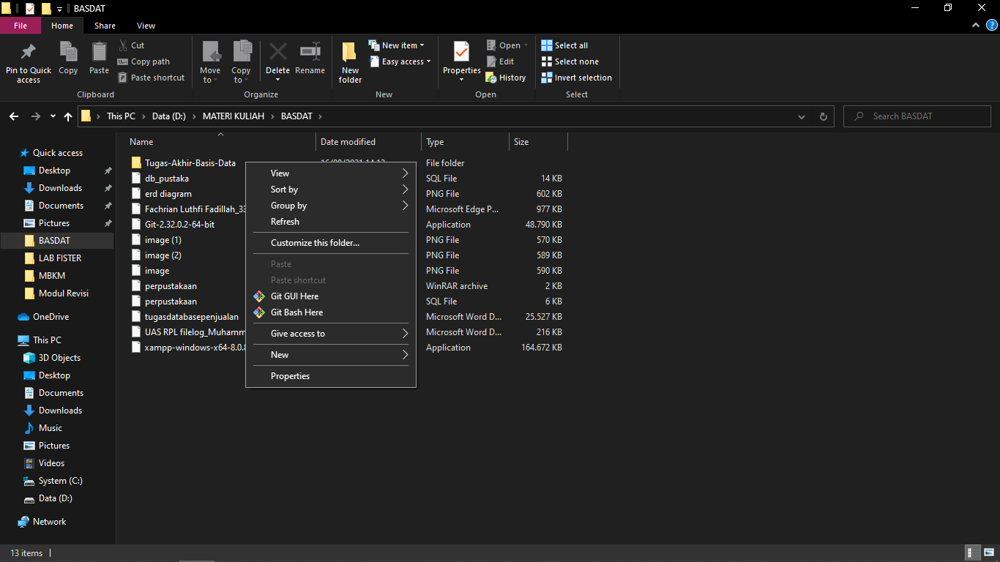 BASDAT
File Home Share View
Pin to Quick access
Copy
Paste
Cut
Copy path
Paste shortcut
Move to
Copy to
Delete
Rename
New folder
New item
Easy access
Properties
Open
Edit
History
Select all
Select none
Invert selection
Clipboard Organize New Open Select
This PC Data (D:) MATERI KULIAH BASDAT
Search BASDAT
Name Date modified Type Size
Quick access
Desktop
Downloads
Documents
Pictures
BASDAT
LAB FISTER
MBKM
Modul Revisi
OneDrive
This PC
3D Objects
Desktop
Documents
Downloads
Music
Pictures
Videos
System (C:)
Data (D:)
Network
Tugas-Akhir-Basis-Data File folder
db_pustaka SQL File 14 KB
erd diagram PNG File 602 KB
Fachrian Luthfi Fadillah_33 Microsoft Edge P... 977 KB
Git-2.32.0.2-64-bit Application 48.790 KB
image (1) PNG File 570 KB
image (2) PNG File 589 KB
image PNG File 590 KB
perpustakaan WinRAR archive 2 KB
perpustakaan SQL File 6 KB
tugasdatabasepenjualan Microsoft Word D... 25.527 KB
UAS RPL filelog_Muhamm Microsoft Word D... 216 KB
xampp-windows-x64-8.0.8 Application 164.672 KB
View
Sort by
Group by
Refresh
Customize this folder...
Paste
Paste shortcut
Git GUI Here
Git Bash Here
Give access to
New
Properties
13 items